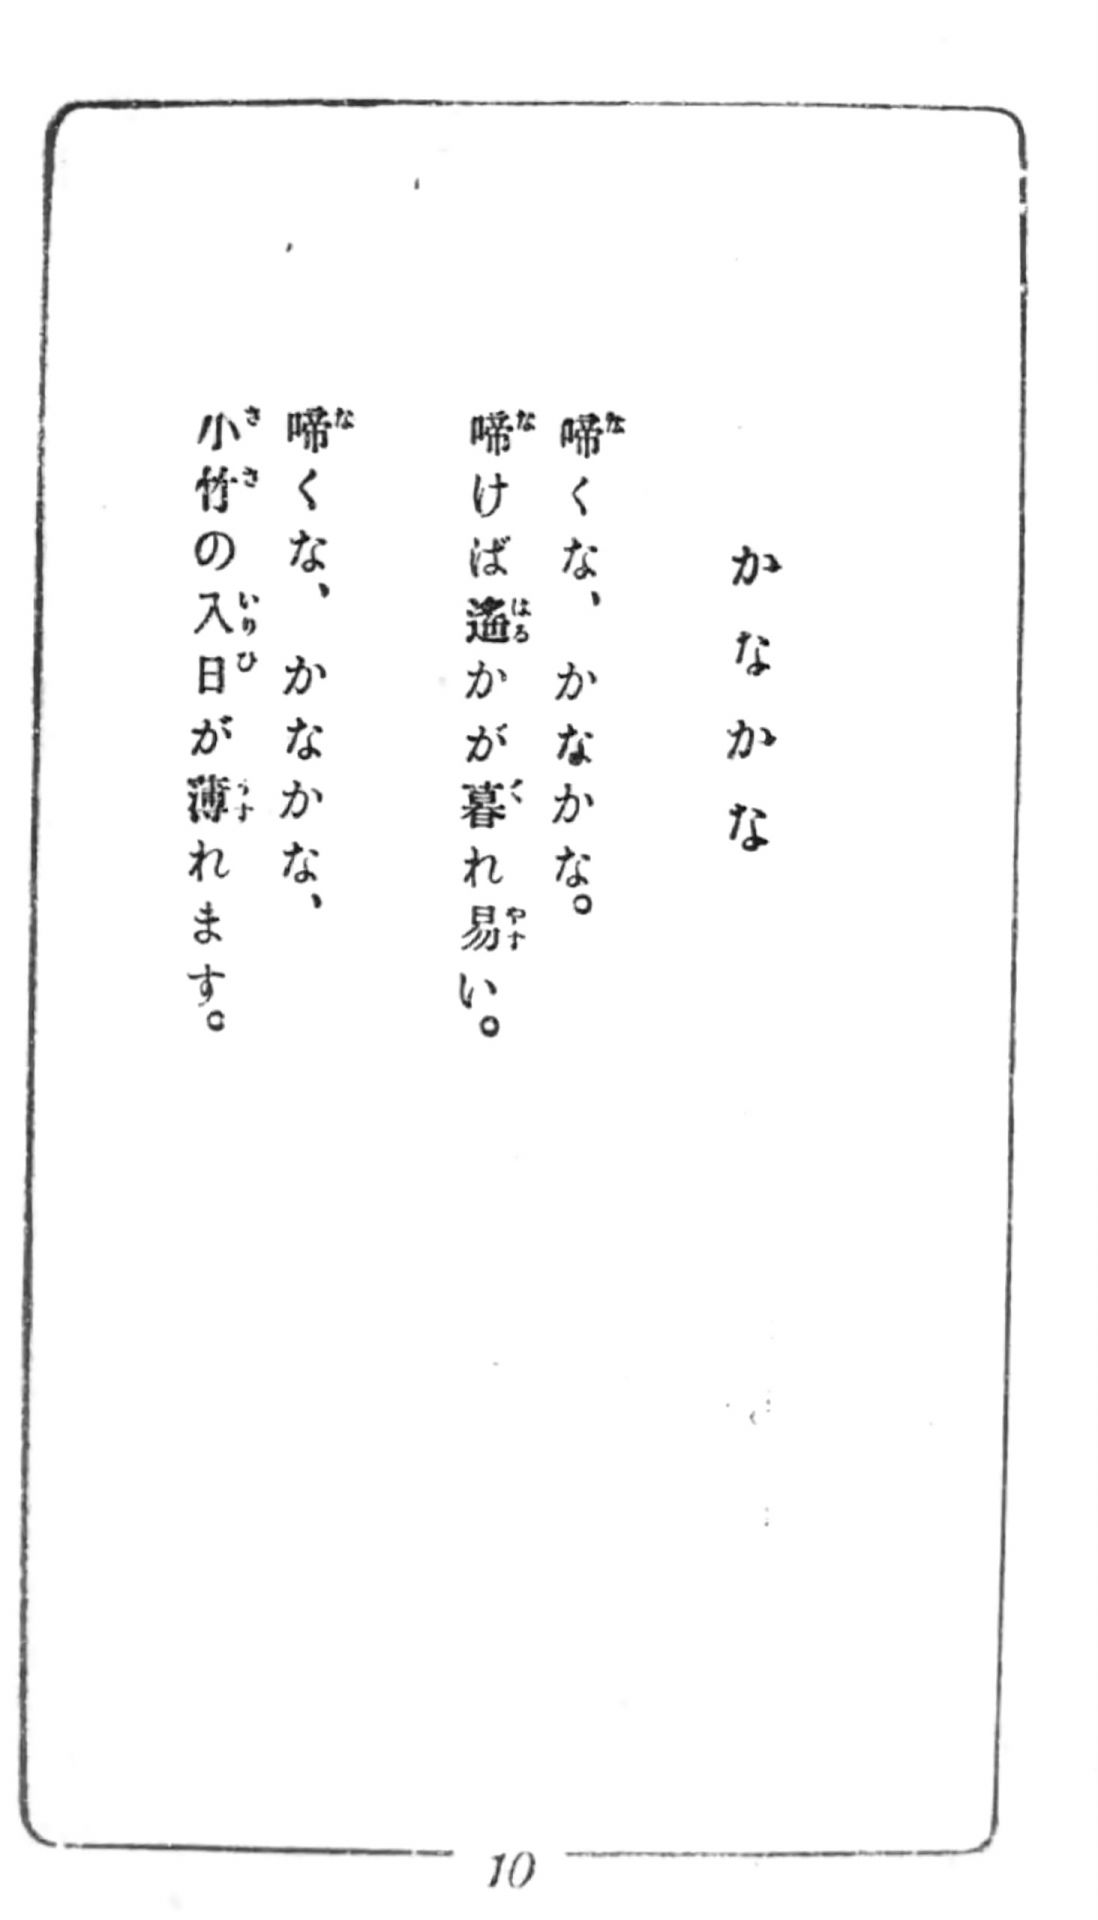 かなかな
啼くな、かなかな。
啼けば遙かが暮れ易い。
啼くな、かなかな、
小竹の入日が薄れます。
10